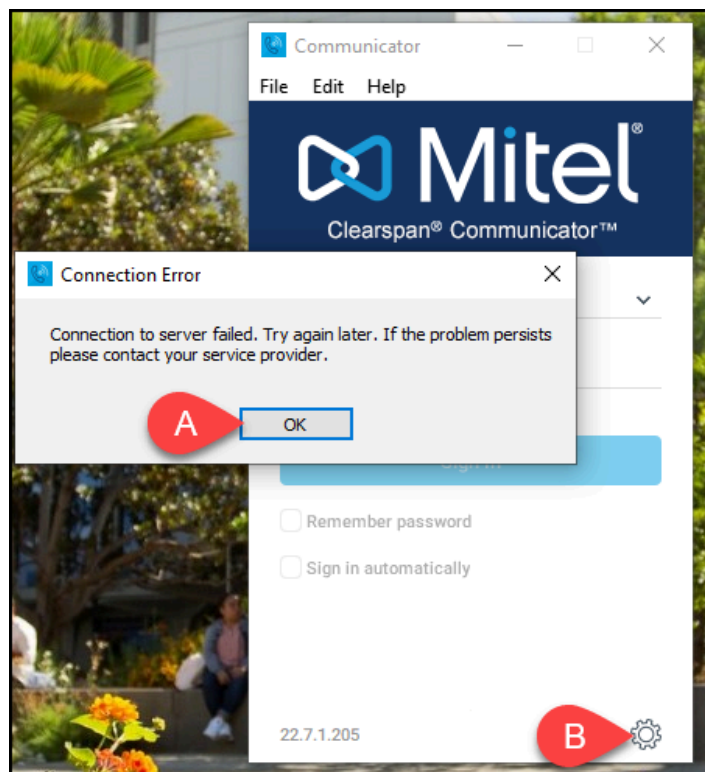 Communicator
File Edit Help
Mitel®
Clearspan® Communicator™
Connection Error
Connection to server failed. Try again later. If the problem persists
please contact your service provider.
A
OK
Remember password
Sign in automatically
22.7.1.205
B